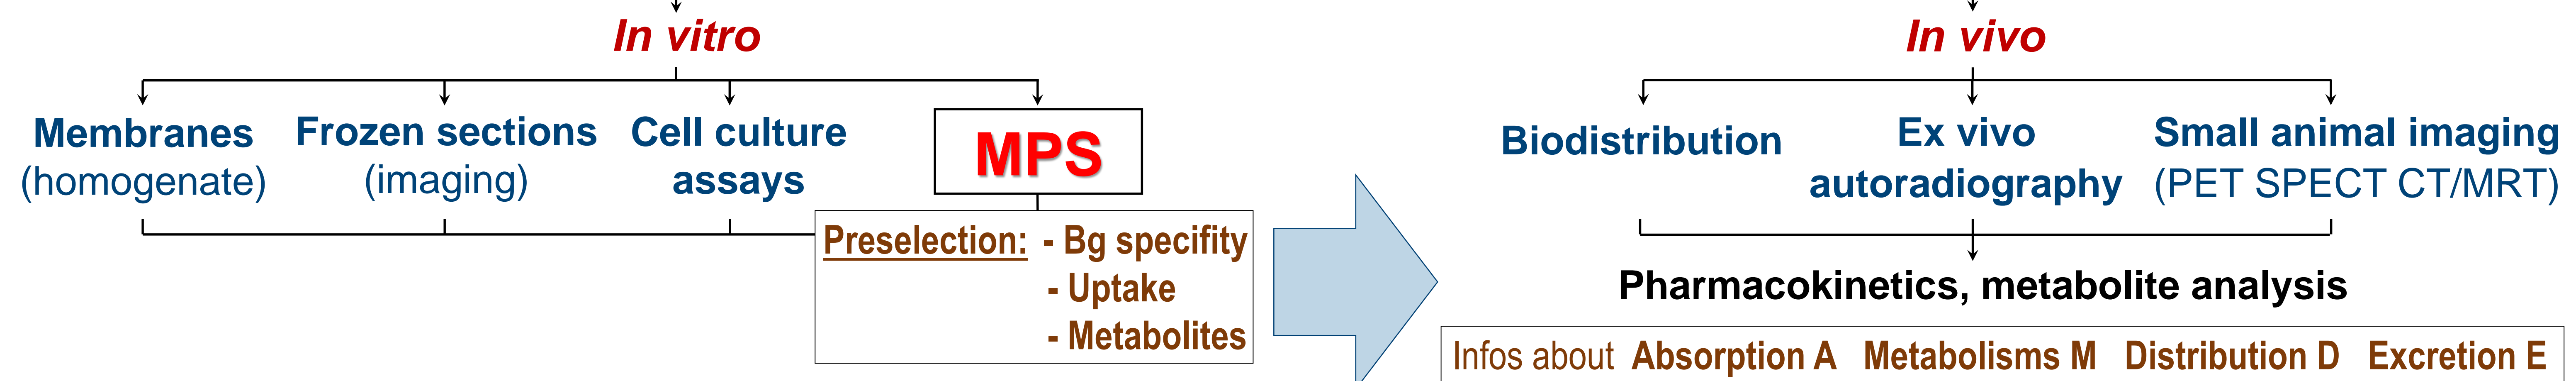 In vitro
Membranes
(homogenate)
Frozen sections
(imaging)
Cell culture
assays
MPS
Preselection: - Bg specifity
- Uptake
- Metabolites
In vivo
Biodistribution
Ex vivo
autoradiography
Small animal imaging
(PET SPECT CT/MRT)
Pharmacokinetics, metabolite analysis
Infos about Absorption A Metabolisms M Distribution D Excretion E